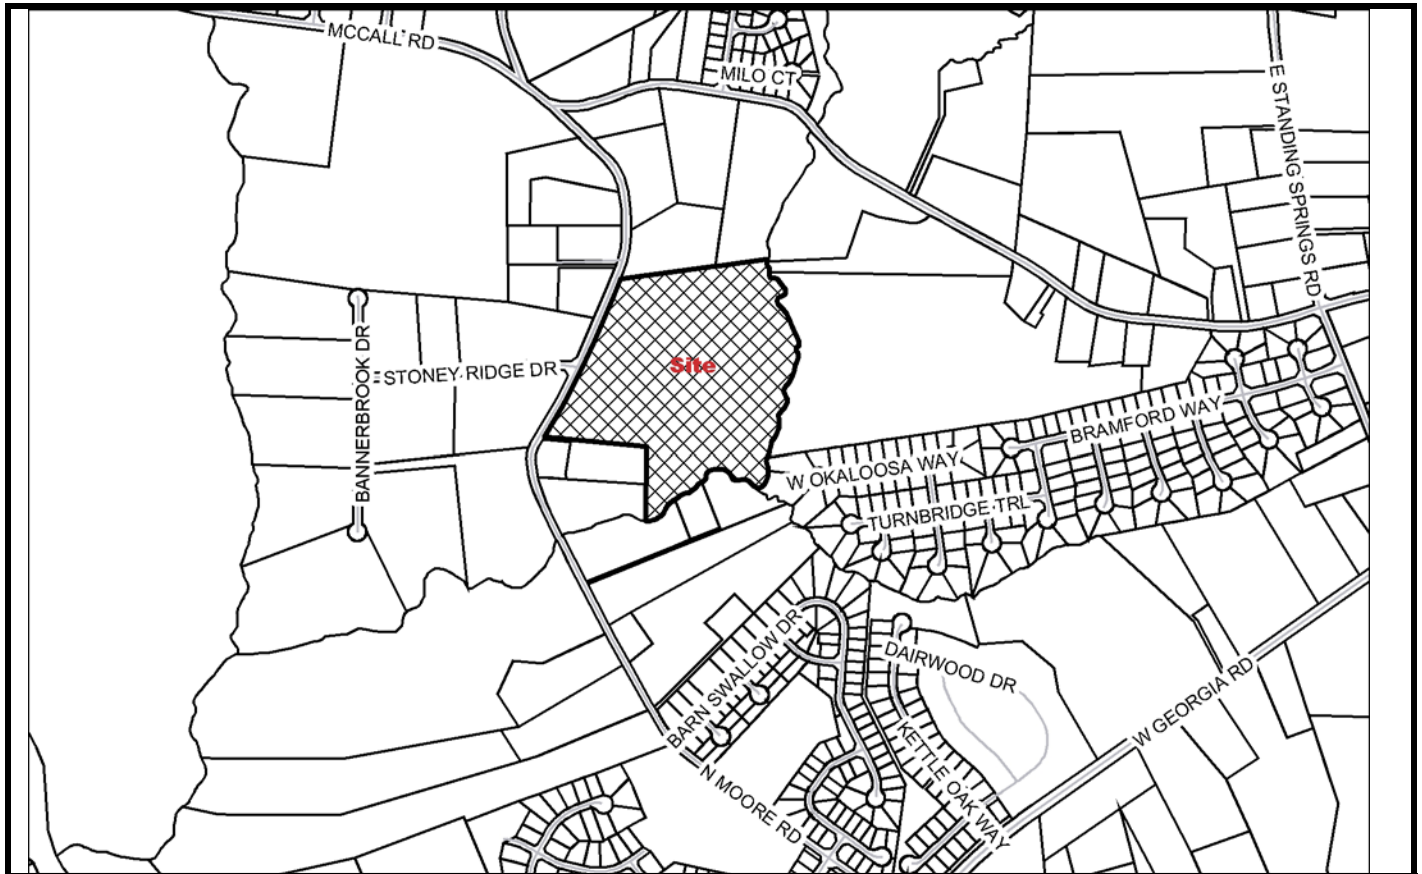 MCCALL RD
MILO CT
E STANDING SPRINGS RD
Site
BANNERBROOK DR
STONEY RIDGE DR
BRAMFORD WAY
W OKALOOSA WAY
TURNBRIDGE TRL
BARN SWALLOW DR
DAIRWOOD DR
W GEORGIA RD
KETTLE OAK WAY
N MOORE RD